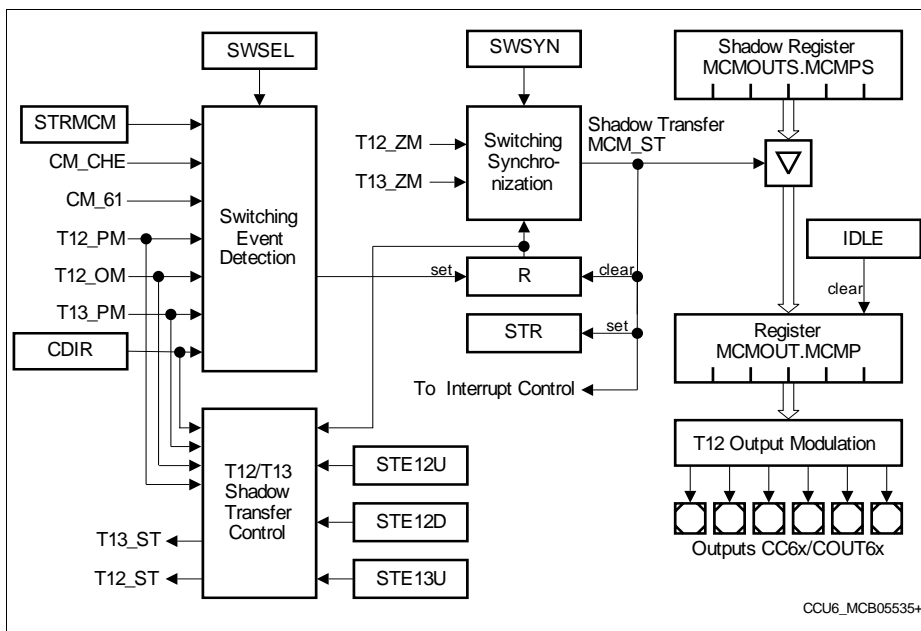 SWSEL
SWSYN
Shadow Register
MCMOUTS.MCMPS
STRMCM
CM_CHE
CM_61
T12_PM
T12_OM
T13_PM
CDIR
Switching
Event
Detection
T12_ZM
T13_ZM
Switching
Synchro-
nization
Shadow Transfer
MCM_ST
IDLE
clear
set
R
clear
STR
set
To Interrupt Control
Register
MCMOUT.MCMP
T12 Output Modulation
Outputs CC6x/COUT6x
T12/T13
Shadow
Transfer
Control
STE12U
STE12D
STE13U
T13_ST
T12_ST
CCU6_MCB05535+